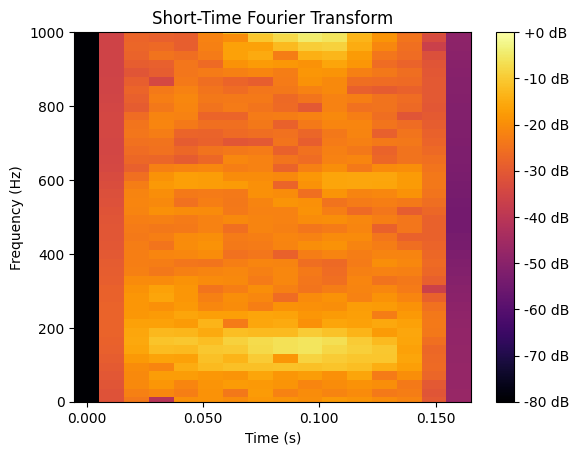 Short-Time Fourier Transform
1000
800
600
400
200
0
Frequency (Hz)
0.000
0.050
0.100
0.150
Time (s)
+0 dB
-10 dB
-20 dB
-30 dB
-40 dB
-50 dB
-60 dB
-70 dB
-80 dB